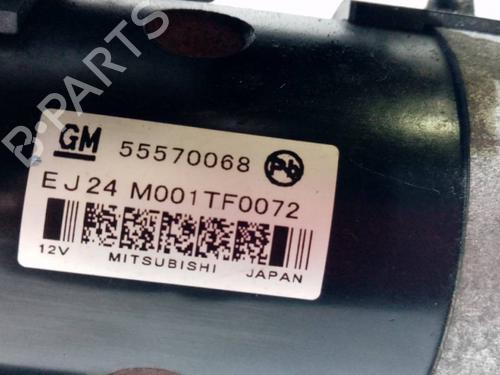 B-PARTS
GM 55570068 Pb
EJ24 M001TF0072
12V MITSUBISHI JAPAN